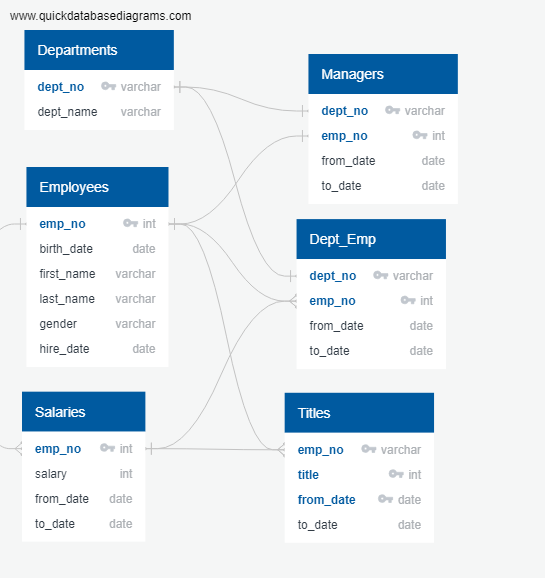 www.quickdatabasediagrams.com
Departments
dept_no varchar
dept_name varchar
Managers
dept_no varchar
emp_no int
from_date date
to_date date
Employees
emp_no int
birth_date date
first_name varchar
last_name varchar
gender varchar
hire_date date
Dept_Emp
dept_no varchar
emp_no int
from_date date
to_date date
Salaries
emp_no int
salary int
from_date date
to_date date
Titles
emp_no varchar
title int
from_date date
to_date date